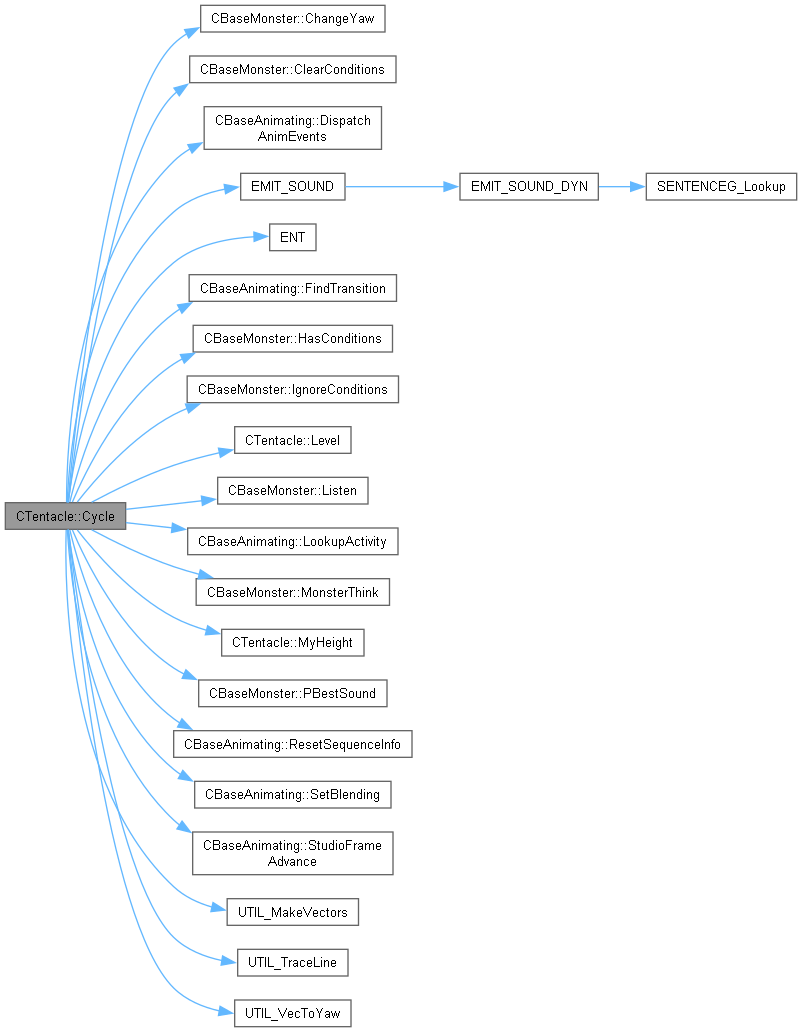 CBaseMonster::ChangeYaw
CBaseMonster::ClearConditions
CBaseAnimating::Dispatch
AnimEvents
EMIT_SOUND
EMIT_SOUND_DYN
SENTENCEG_Lookup
ENT
CBaseAnimating::FindTransition
CBaseMonster::HasConditions
CBaseMonster::IgnoreConditions
CTentacle::Level
CBaseMonster::Listen
CTentacle::Cycle
CBaseAnimating::LookupActivity
CBaseMonster::MonsterThink
CTentacle::MyHeight
CBaseMonster::PBestSound
CBaseAnimating::ResetSequenceInfo
CBaseAnimating::SetBlending
CBaseAnimating::StudioFrame
Advance
UTIL_MakeVectors
UTIL_TraceLine
UTIL_VecToYaw